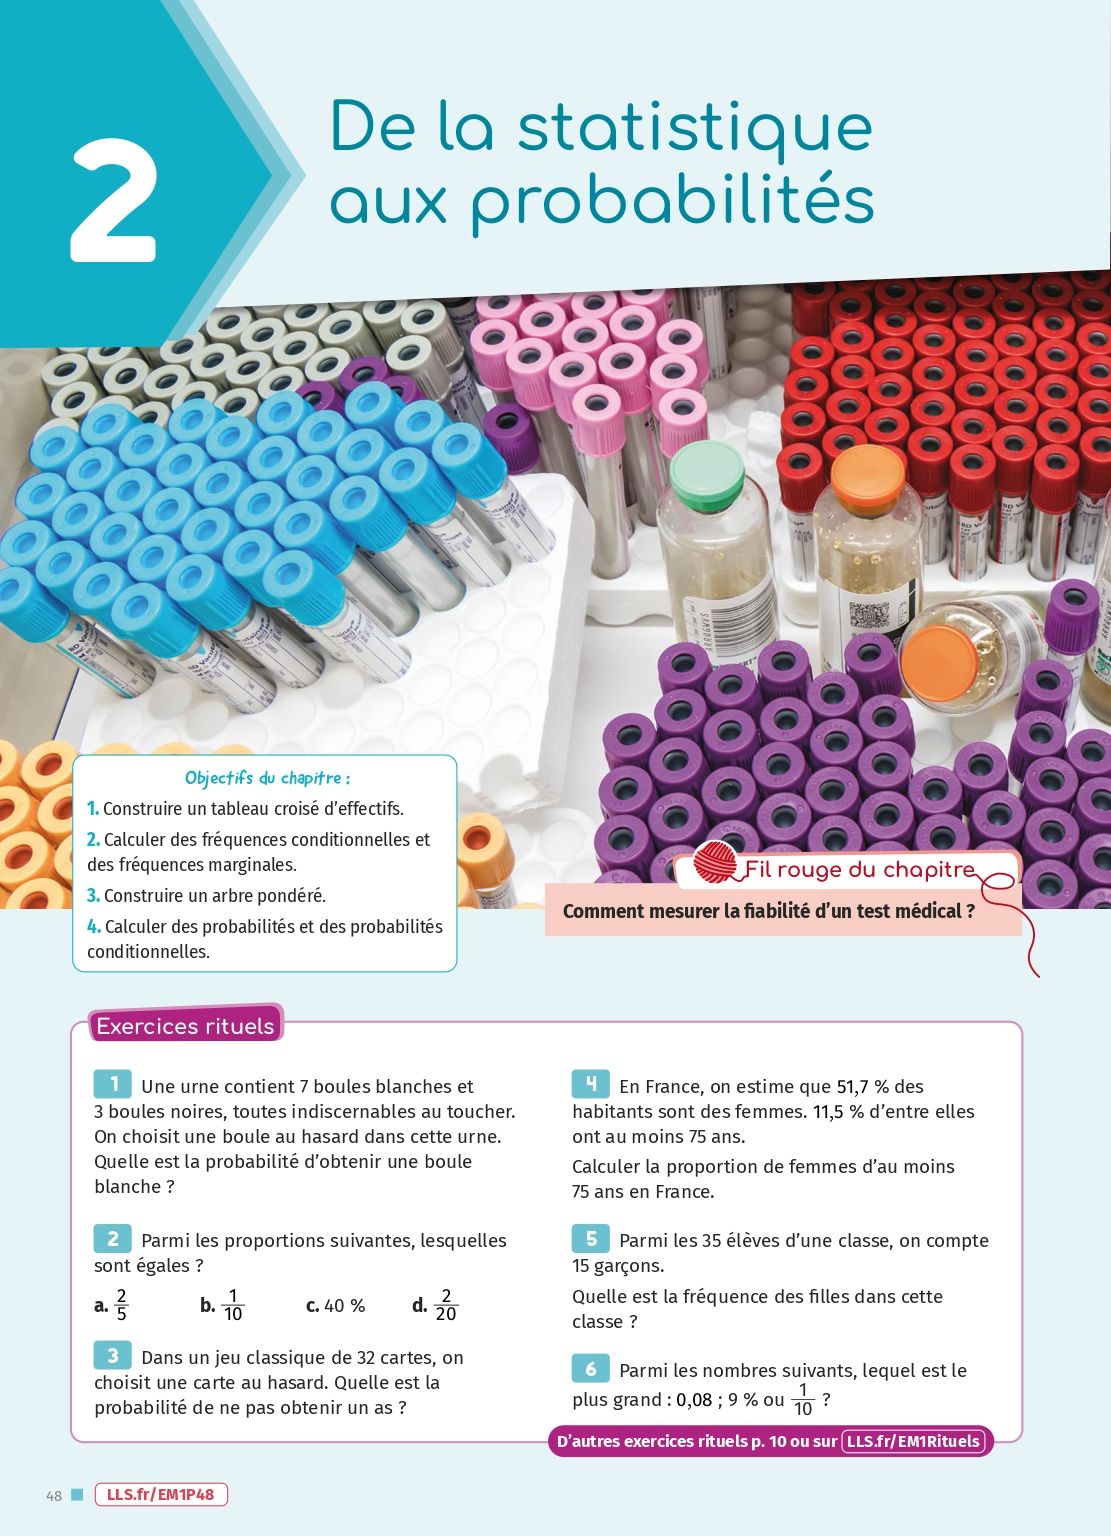 2
De la statistique
aux probabilités
Objectifs du chapitre :
1. Construire un tableau croisé d'effectifs.
2. Calculer des fréquences conditionnelles et
des fréquences marginales.
3. Construire un arbre pondéré.
4. Calculer des probabilités et des probabilités
conditionnelles.
Fil rouge du chapitre
Comment mesurer la fiabilité d'un test médical ?
Exercices rituels
1 Une urne contient 7 boules blanches et
3 boules noires, toutes indiscernables au toucher.
On choisit une boule au hasard dans cette urne.
Quelle est la probabilité d'obtenir une boule
blanche ?
2 Parmi les proportions suivantes, lesquelles
sont égales ?
a. 2/5 b. 1/10 c. 40 % d. 2/20
3 Dans un jeu classique de 32 cartes, on
choisit une carte au hasard. Quelle est la
probabilité de ne pas obtenir un as ?
4 En France, on estime que 51,7 % des
habitants sont des femmes. 11,5 % d'entre elles
ont au moins 75 ans.
Calculer la proportion de femmes d'au moins
75 ans en France.
5 Parmi les 35 élèves d'une classe, on compte
15 garçons.
Quelle est la fréquence des filles dans cette
classe ?
6 Parmi les nombres suivants, lequel est le
plus grand : 0,08 ; 9 % ou 1/10 ?
D'autres exercices rituels p. 10 ou sur LLS.fr/EM1Rituels
48 LLS.fr/EM1P48